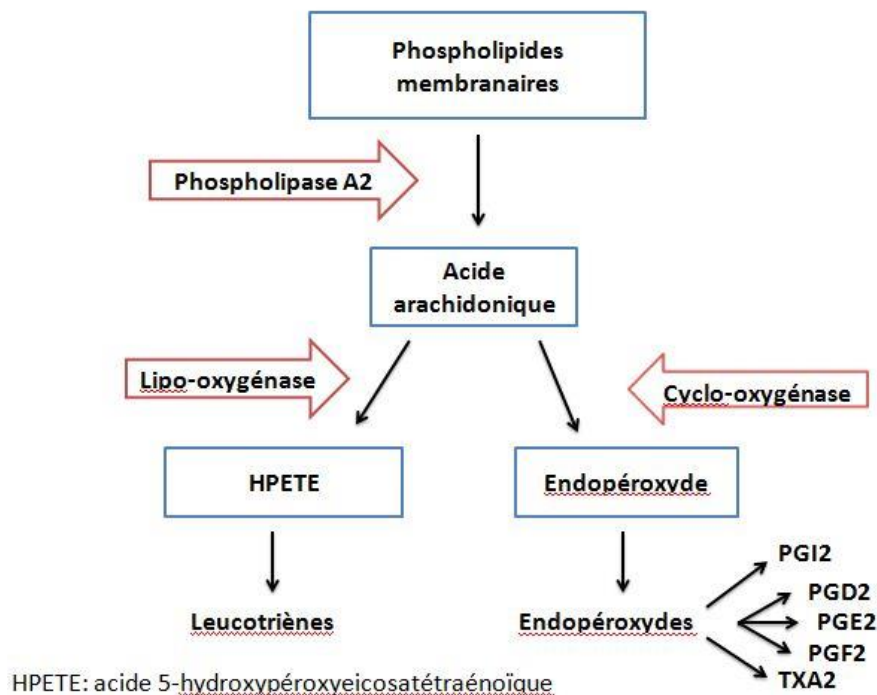 Phospholipides
membranaires
Phospholipase A2
Acide
arachidonique
Lipo-oxygénase
Cyclo-oxygénase
HPETE
Endopéroxyde
PGI2
PGD2
Leucotriènes
Endopéroxydes
PGE2
PGF2
TXA2
HPETE: acide 5-hydroxypéroxyeicosatétraénoïque